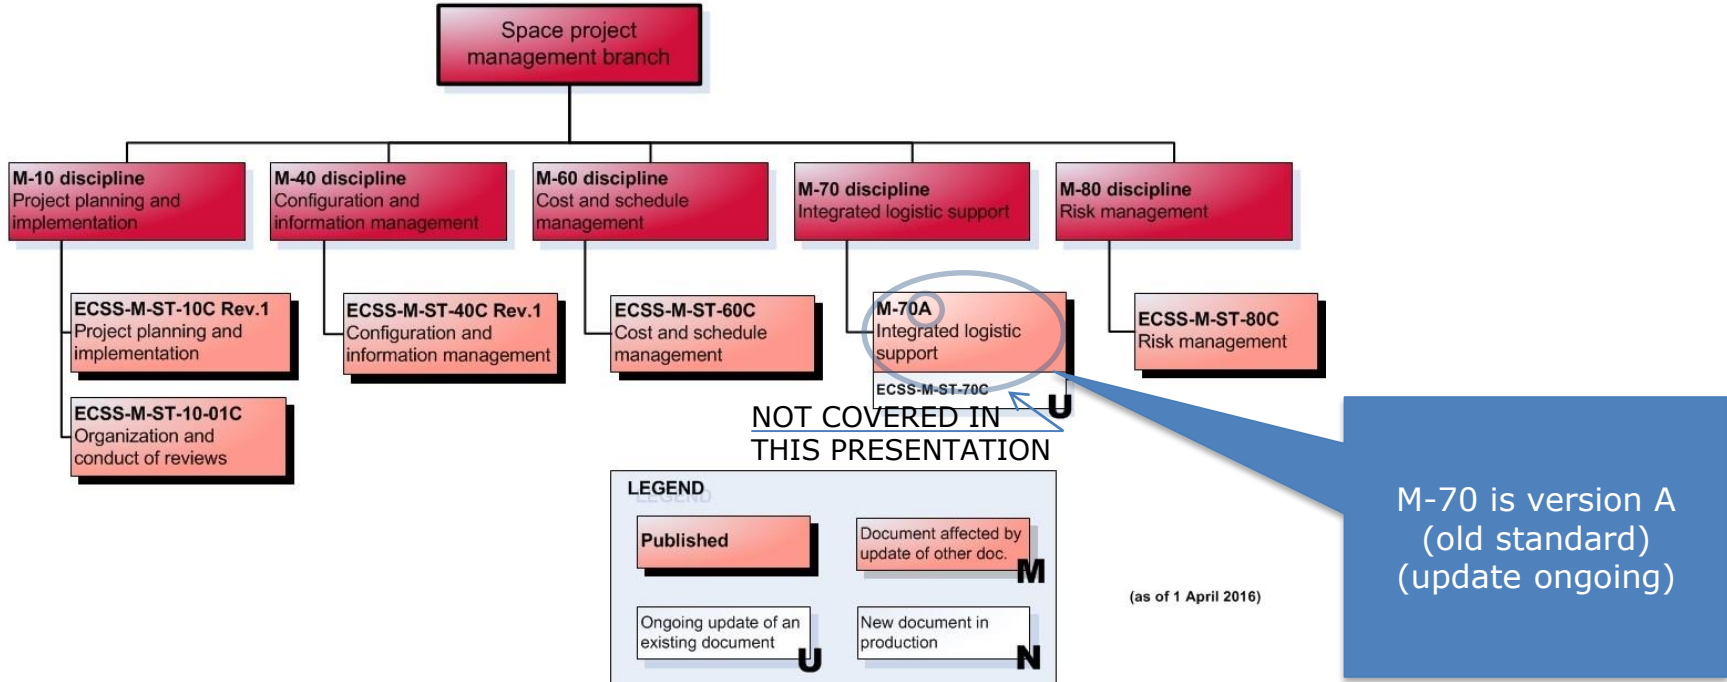 Space project
management branch
M-10 discipline
Project planning and
implementation
M-40 discipline
Configuration and
information management
M-60 discipline
Cost and schedule
management
M-70 discipline
Integrated logistic support
M-80 discipline
Risk management
ECSS-M-ST-10C Rev.1
Project planning and
implementation
ECSS-M-ST-10-01C
Organization and
conduct of reviews
ECSS-M-ST-40C Rev.1
Configuration and
information management
ECSS-M-ST-60C
Cost and schedule
management
M-70A
Integrated logistic
support
ECSS-M-ST-70C
U
ECSS-M-ST-80C
Risk management
NOT COVERED IN
THIS PRESENTATION
M-70 is version A
(old standard)
(update ongoing)
LEGEND
Published
Document affected by
update of other doc.
M
Ongoing update of an
existing document
U
New document in
production
N
(as of 1 April 2016)